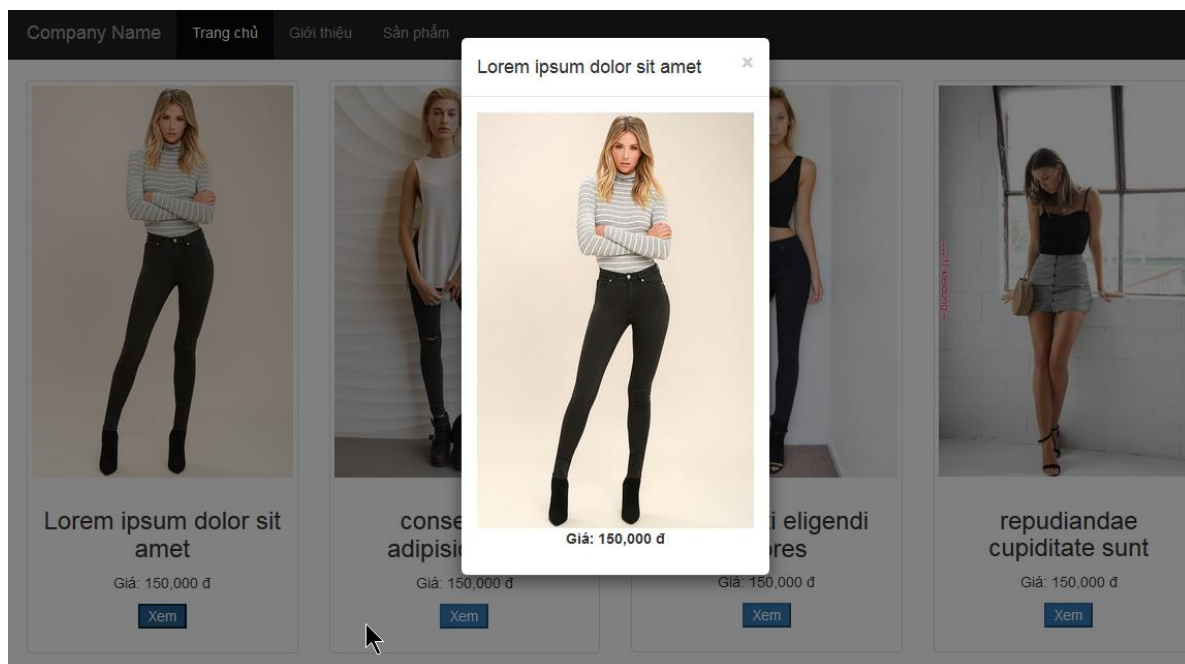 Company Name Trang chủ Giới thiệu Sản phẩm
Lorem ipsum dolor sit amet ×
Giá: 150,000 đ
Lorem ipsum dolor sit
amet
Giá: 150,000 đ
Xem
conse
adipisic
Giá: 150,000 đ
Xem
i eligendi
ores
Giá: 150,000 đ
Xem
repudiandae
cupiditate sunt
Giá: 150,000 đ
Xem